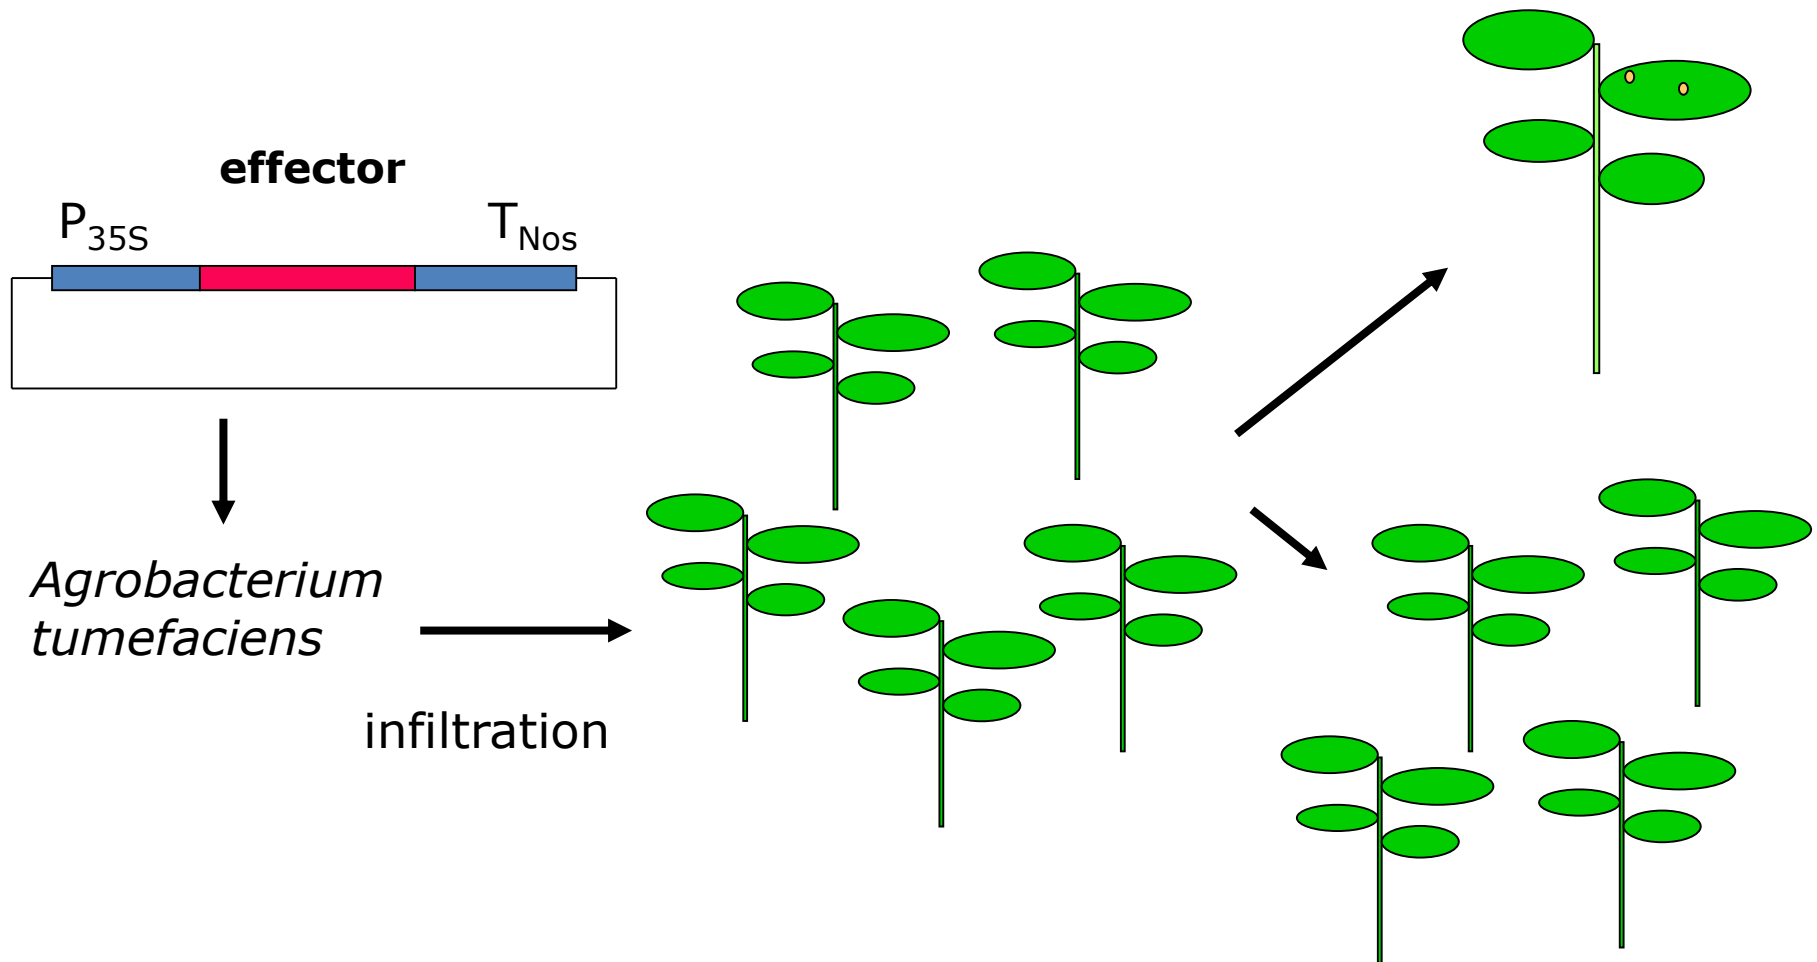 effector
P35S
TNos
Agrobacterium
tumefaciens
infiltration